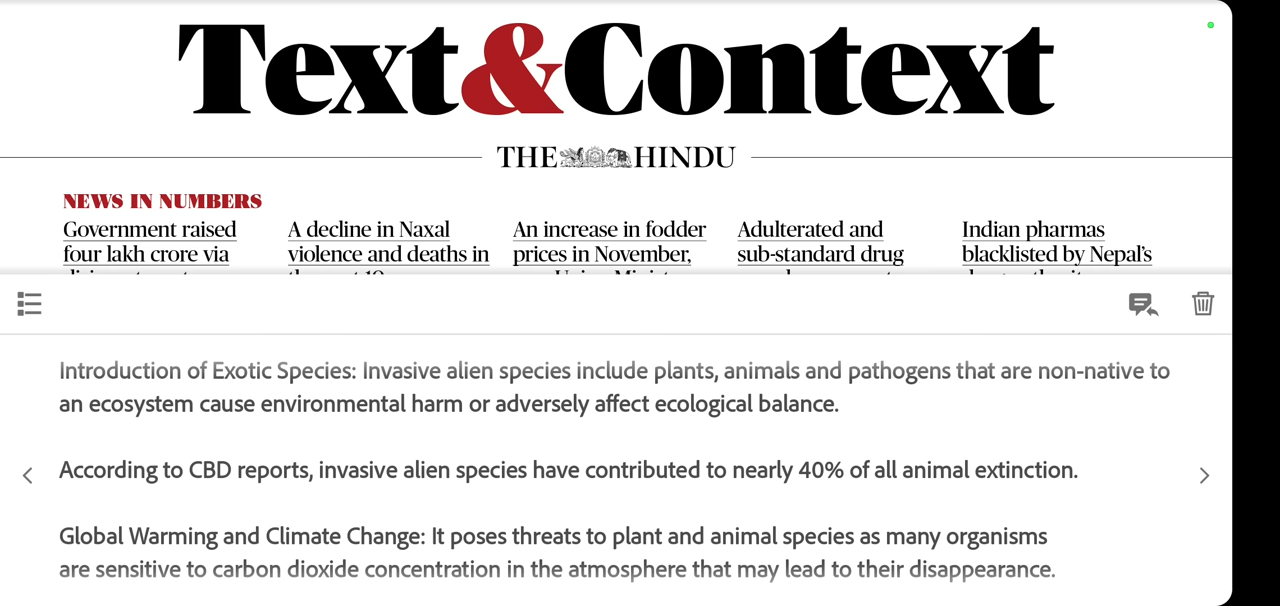 Text&Context
THE HINDU
NEWS IN NUMBERS
Government raised
four lakh crore via
A decline in Naxal
violence and deaths in
An increase in fodder
prices in November,
Adulterated and
sub-standard drug
Indian pharmas
blacklisted by Nepal's
Introduction of Exotic Species: Invasive alien species include plants, animals and pathogens that are non-native to
an ecosystem cause environmental harm or adversely affect ecological balance.
According to CBD reports, invasive alien species have contributed to nearly 40% of all animal extinction.
Global Warming and Climate Change: It poses threats to plant and animal species as many organisms
are sensitive to carbon dioxide concentration in the atmosphere that may lead to their disappearance.